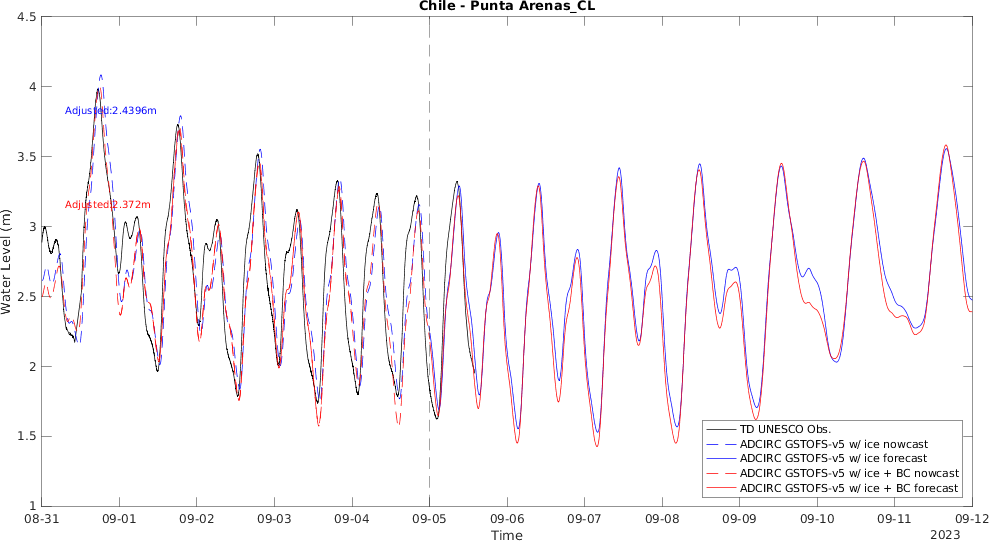 Chile - Punta Arenas_CL
4.5
4
3.5
3
2.5
2
1.5
1
Water Level (m)
Adjusted:2.4396m
Adjusted:2.372m
TD UNESCO Obs.
ADCIRC GSTOFS-v5 w/ ice nowcast
ADCIRC GSTOFS-v5 w/ ice forecast
ADCIRC GSTOFS-v5 w/ ice + BC nowcast
ADCIRC GSTOFS-v5 w/ ice + BC forecast
08-31 09-01 09-02 09-03 09-04 09-05 09-06 09-07 09-08 09-09 09-10 09-11 09-12
Time
2023